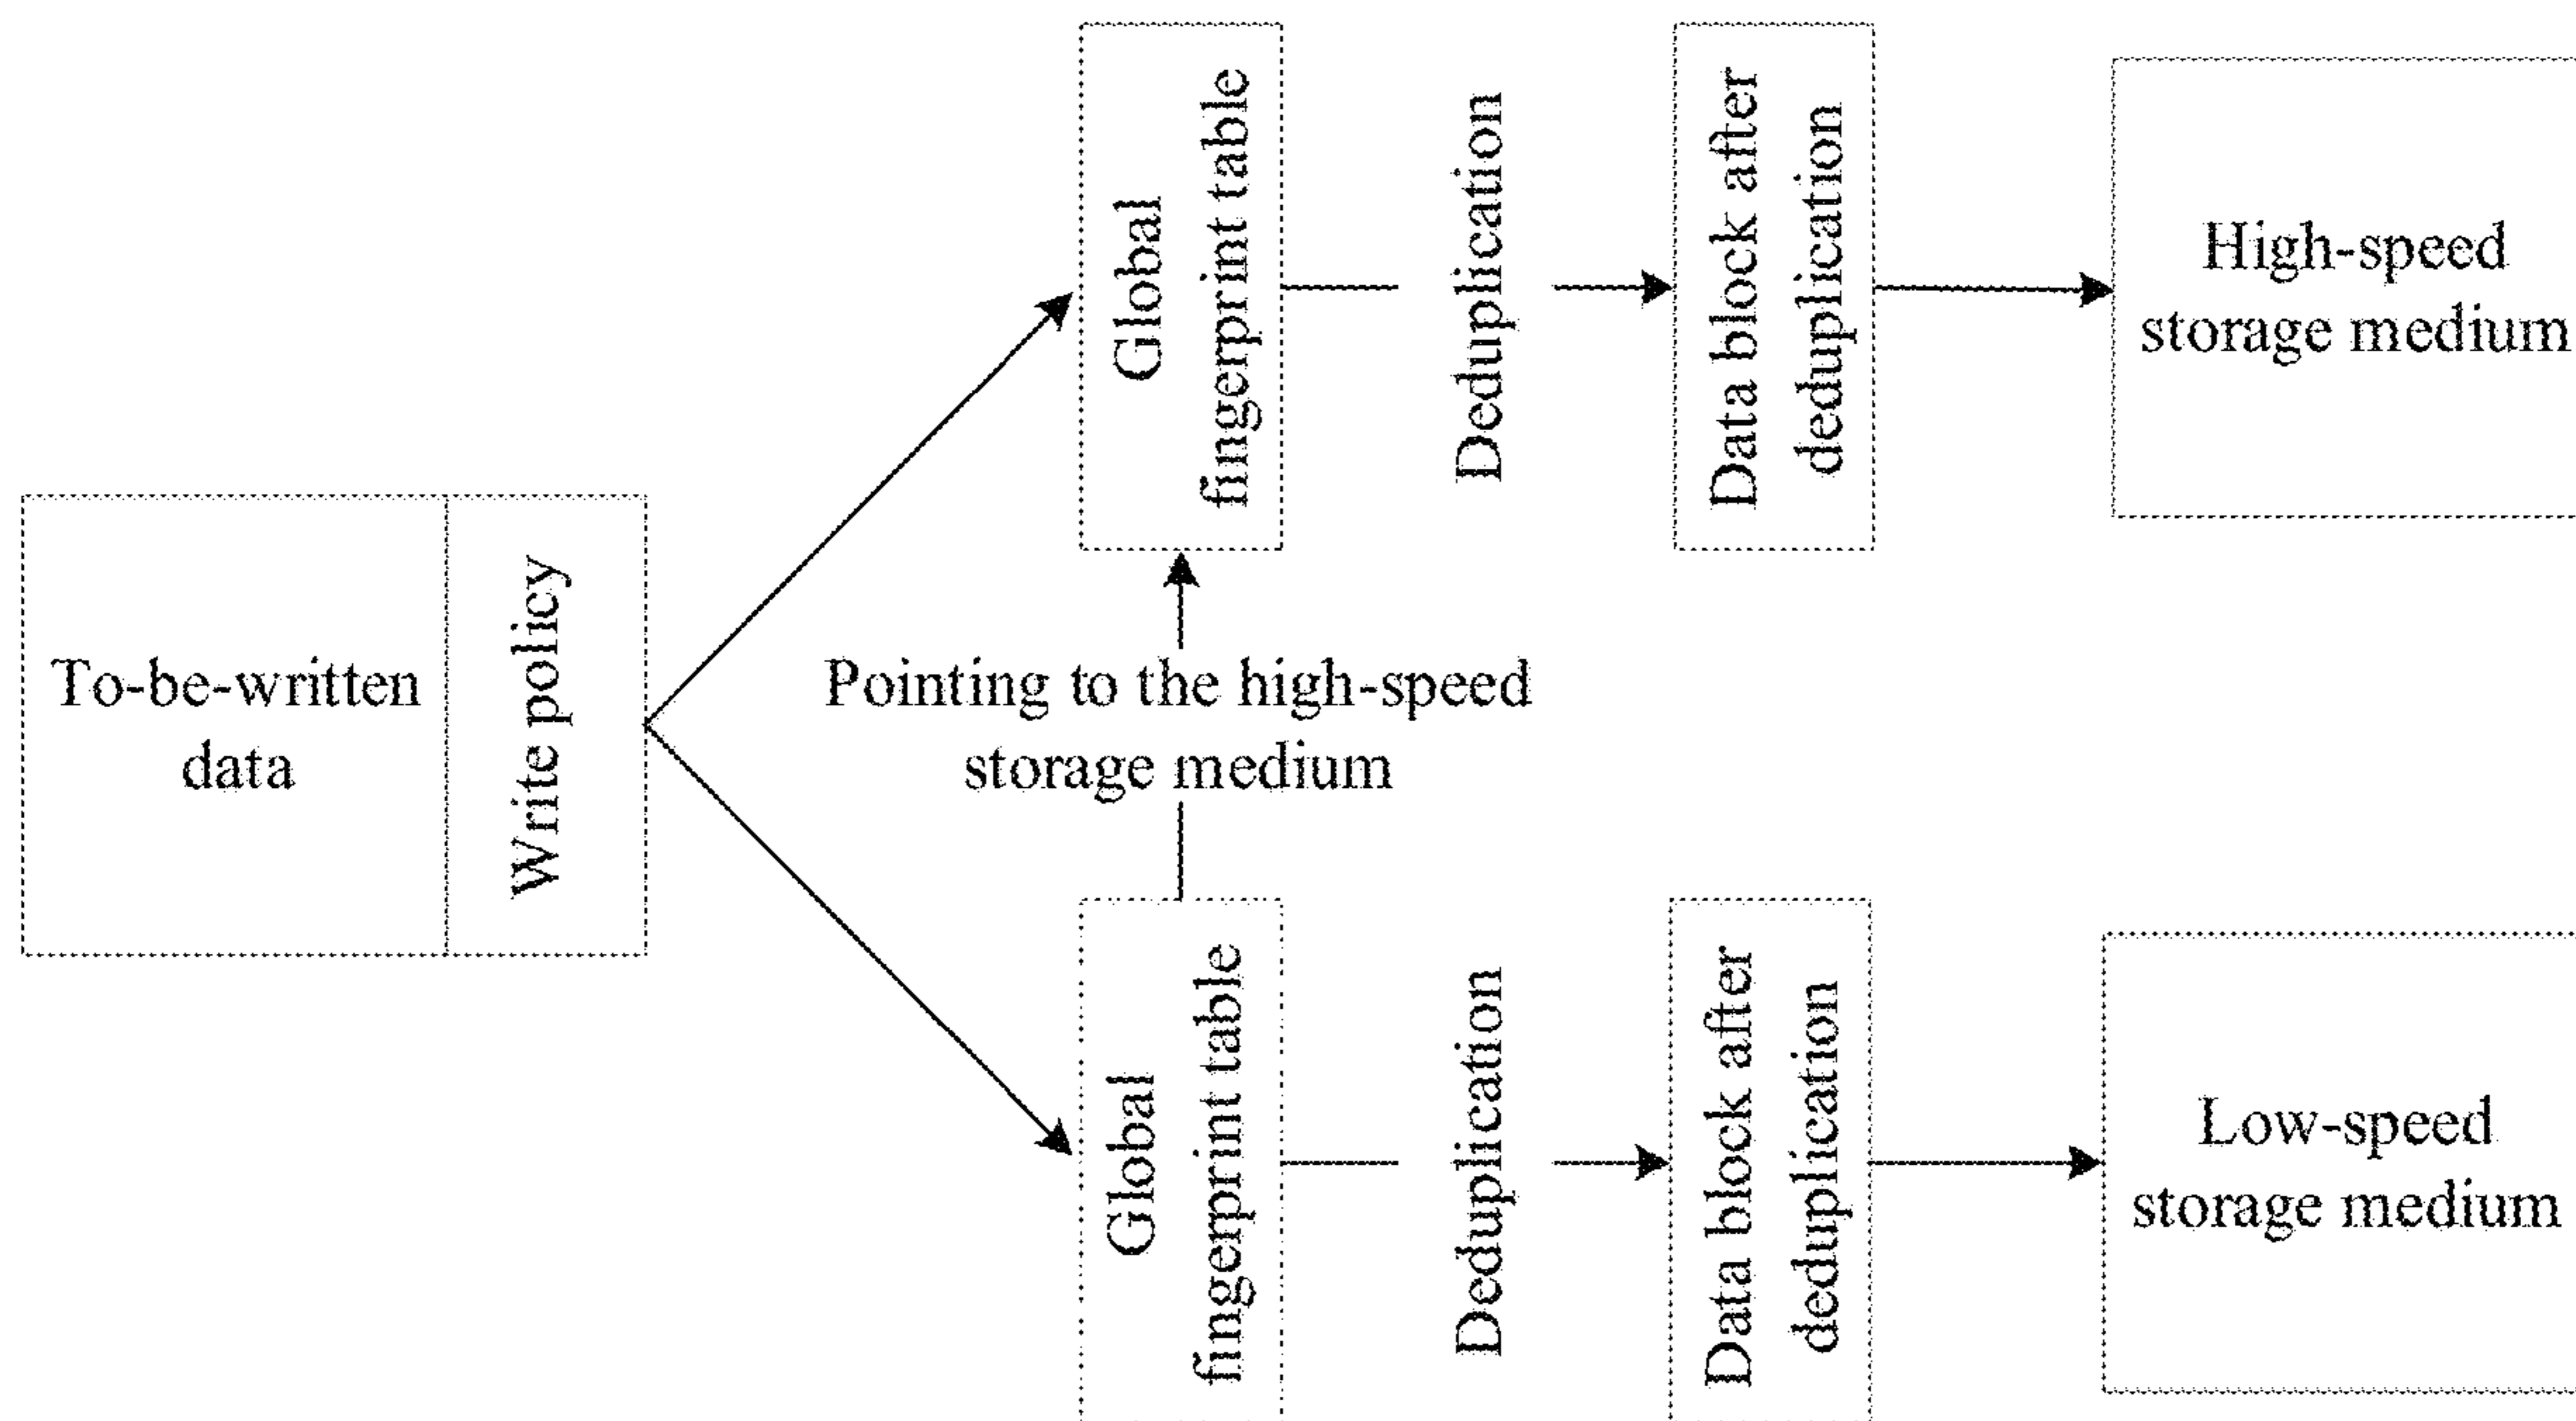 To-be-written
data
Write policy
Global
fingerprint table
Deduplication
Data block after
deduplication
High-speed
storage medium
Pointing to the high-speed
storage medium
Global
fingerprint table
Deduplication
Data block after
deduplication
Low-speed
storage medium